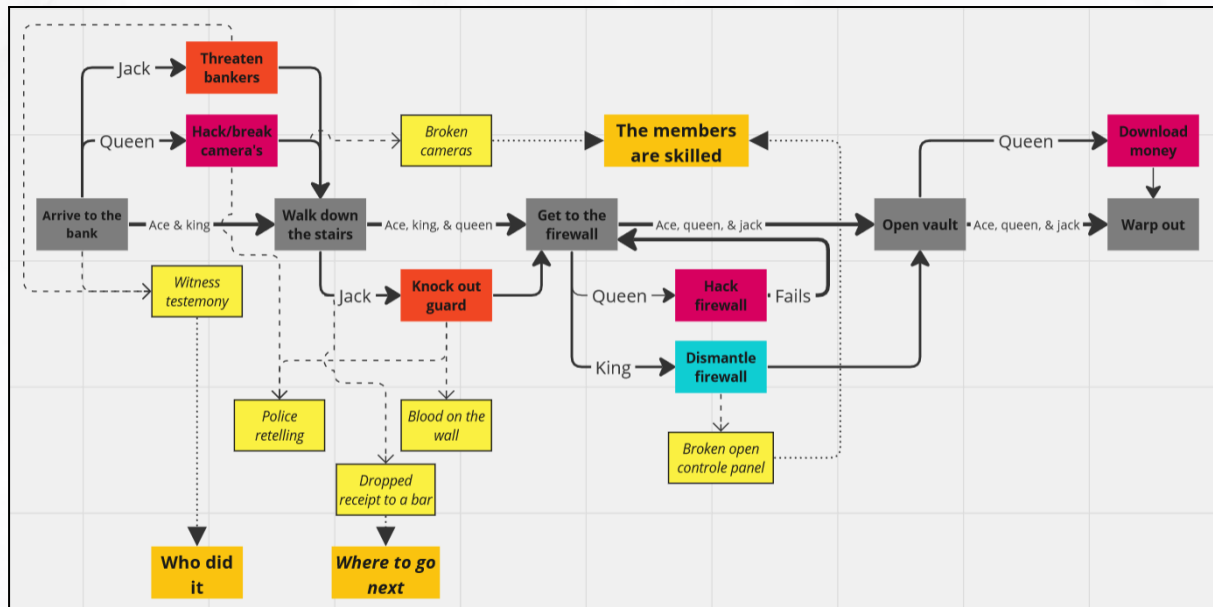 Threaten
bankers
Jack
Queen
Hack/break
camera's
Broken
cameras
The members
are skilled
Queen
Download
money
Arrive to the
bank
Ace & king
Walk down
the stairs
Ace, king, & queen
Get to the
firewall
Ace, queen, & jack
Open vault
Ace, queen, & jack
Warp out
Witness
testemony
Jack
Knock out
guard
Queen
Hack
firewall
Fails
King
Dismantle
firewall
Police
retelling
Blood on the
wall
Broken open
controle panel
Dropped
receipt to a bar
Who did
it
Where to go
next